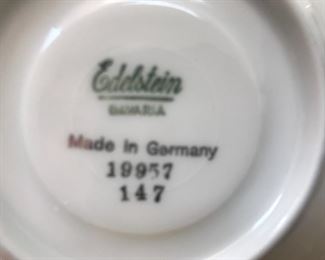 Edelstein
BAVARIA
Made in Germany
19957
147